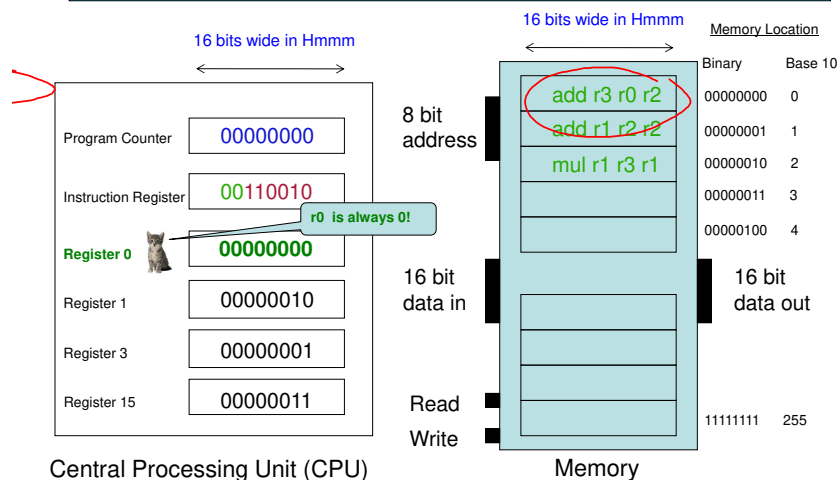 16 bits wide in Hmmm
16 bits wide in Hmmm
Memory Location
Binary Base 10
Program Counter
00000000
Instruction Register
00110010
r0 is always 0!
Register 0
00000000
Register 1
00000010
Register 3
00000001
Register 15
00000011
Central Processing Unit (CPU)
8 bit
address
16 bit
data in
Read
Write
add r3 r0 r2
add r1 r2 r2
mul r1 r3 r1
Memory
16 bit
data out
00000000 0
00000001 1
00000010 2
00000011 3
00000100 4
11111111 255